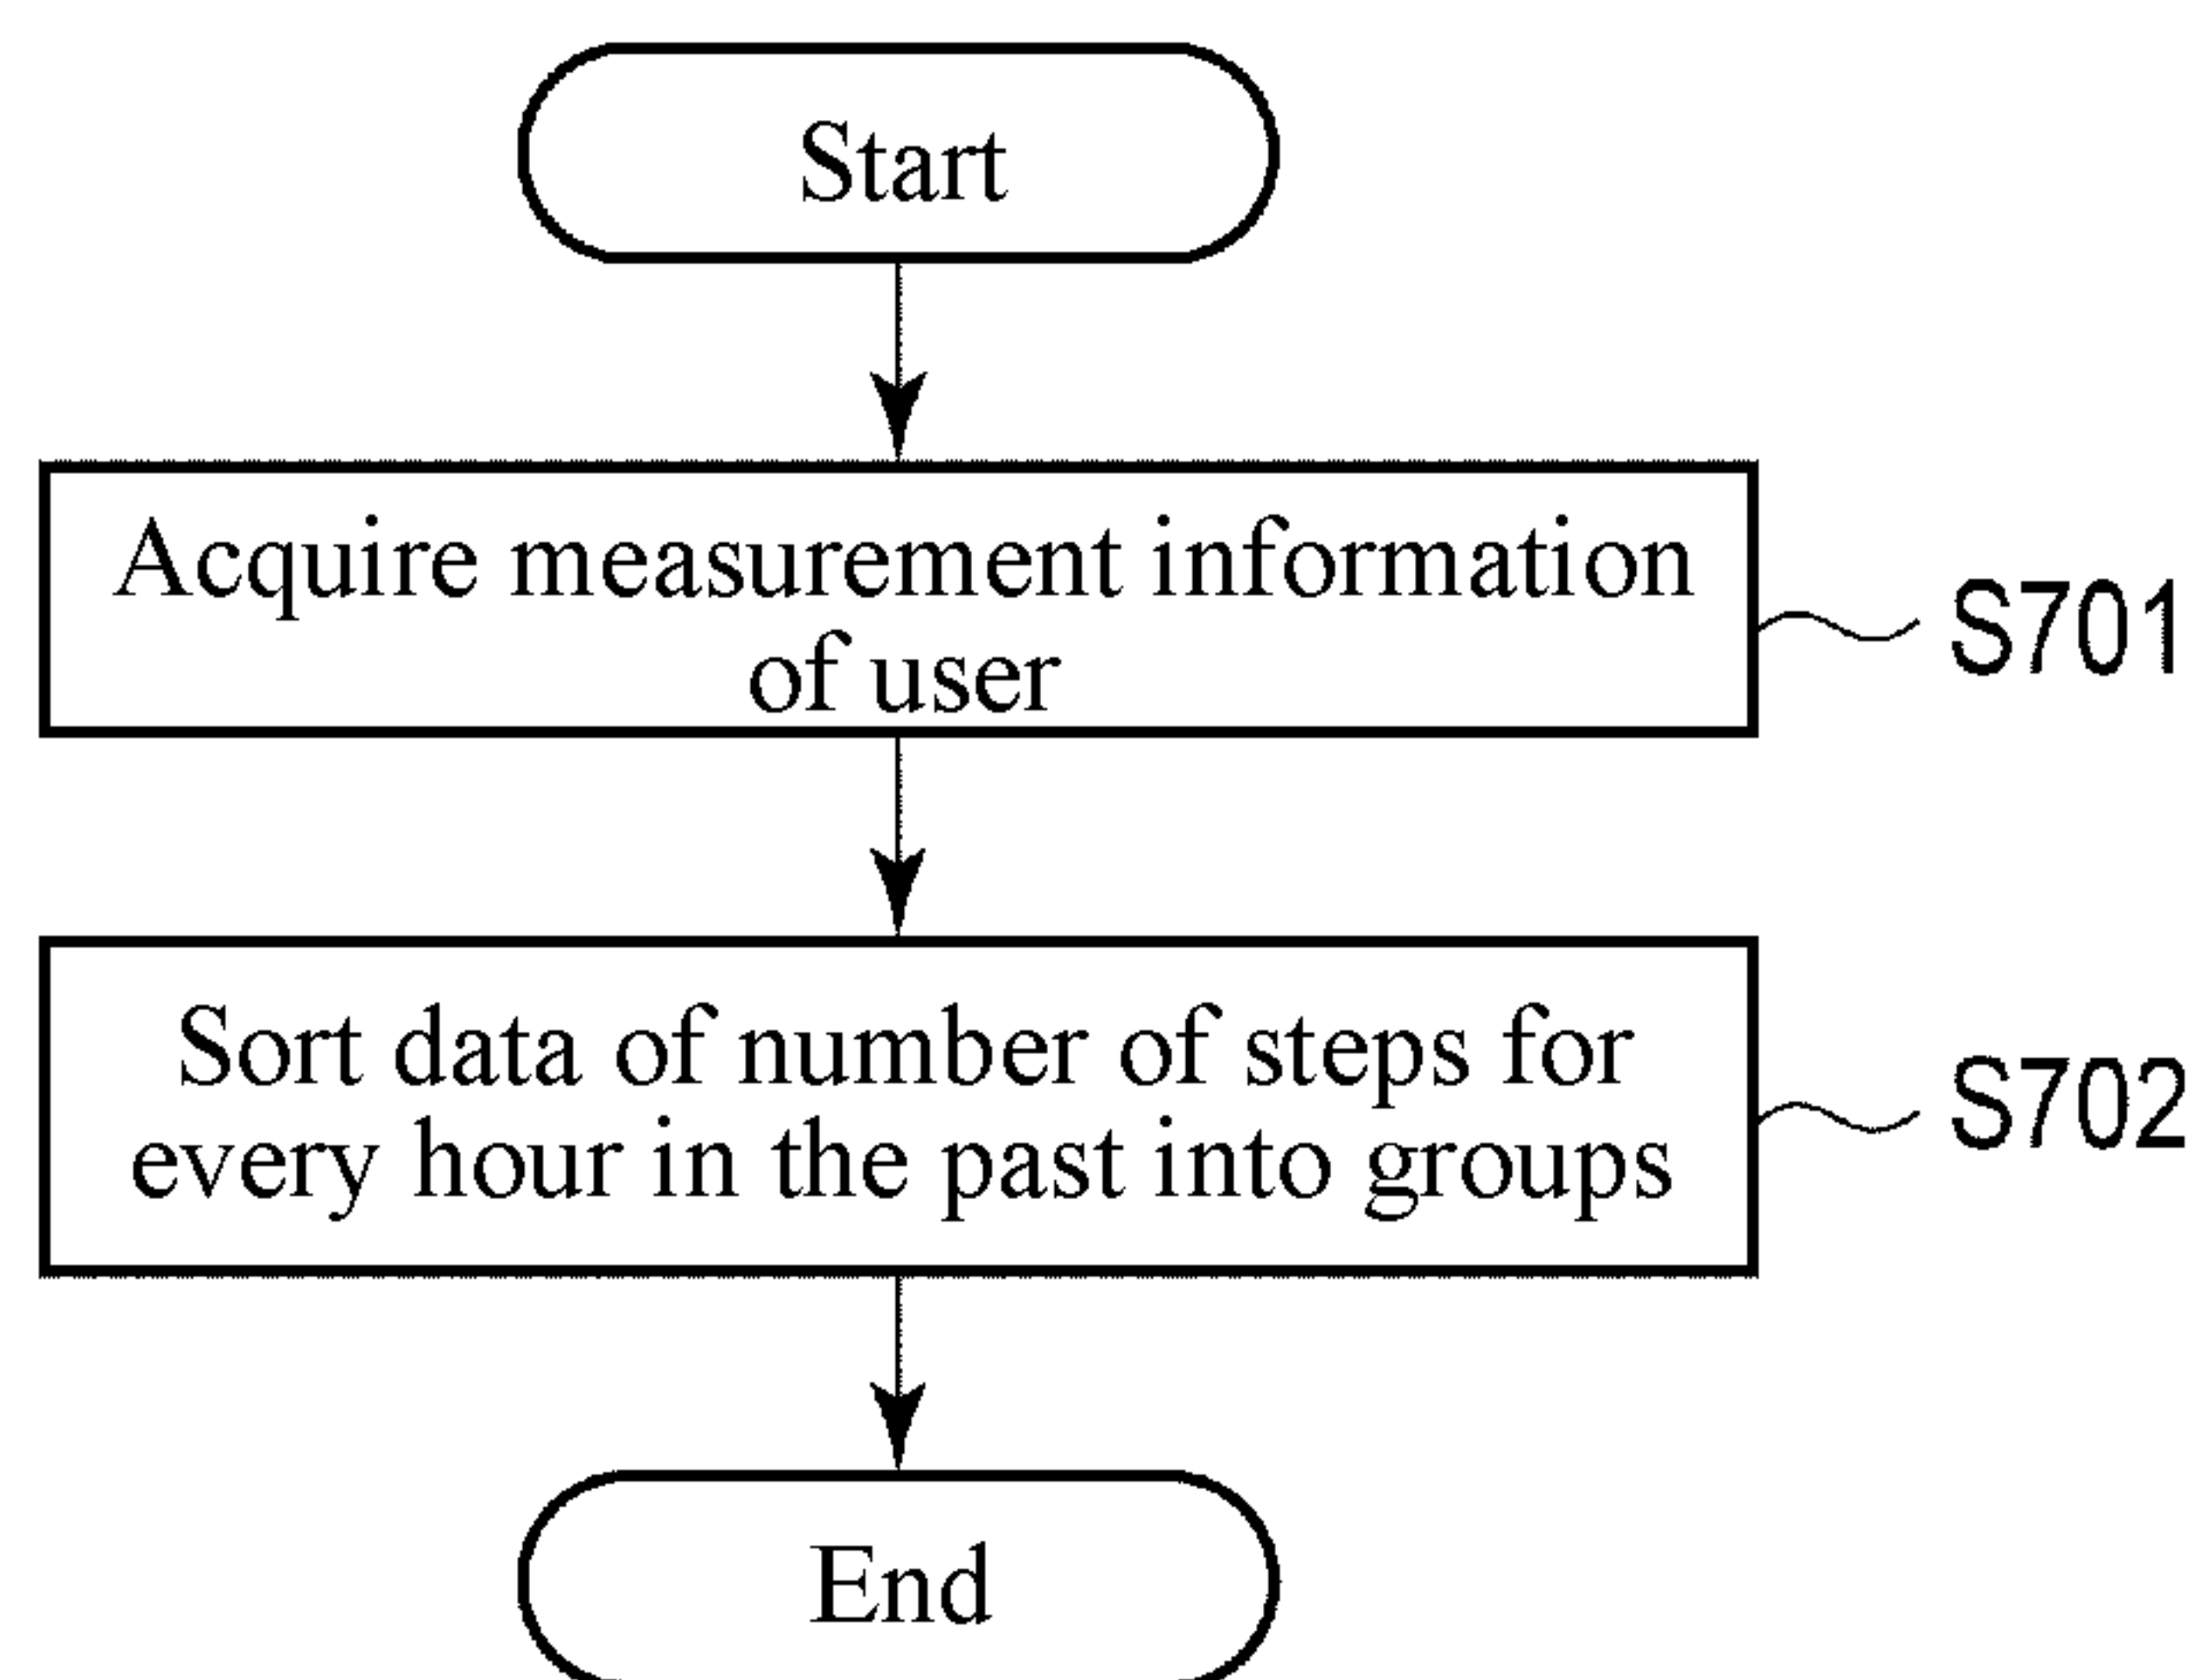 Start
Acquire measurement information
of user
S701
Sort data of number of steps for
every hour in the past into groups
S702
End